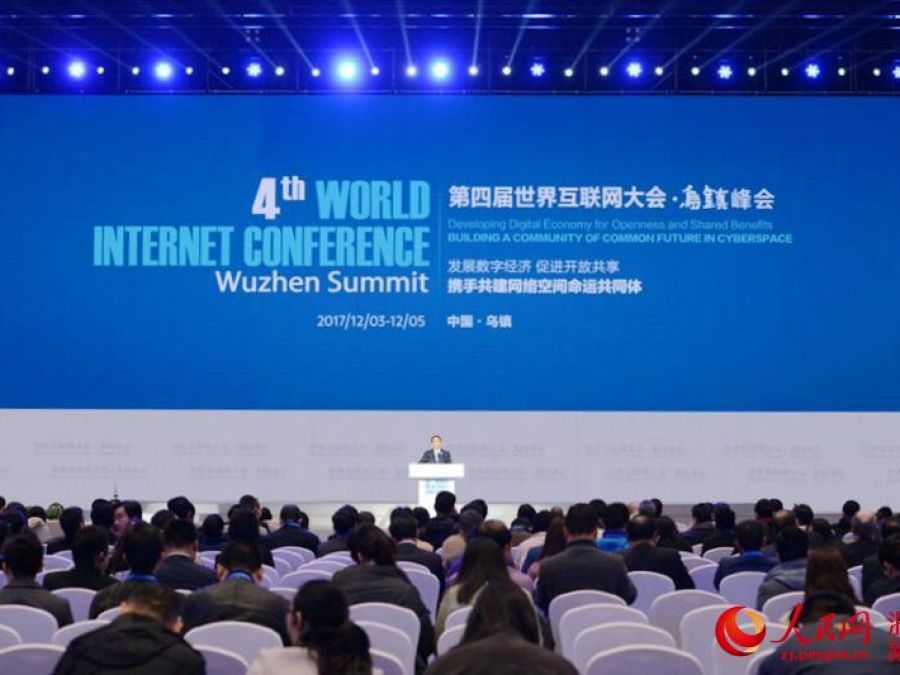 4th WORLD
INTERNET CONFERENCE
Wuzhen Summit
2017/12/03-12/05
第四届世界互联网大会·乌镇峰会
Developing Digital Economy for Openness and Shared Benefits
BUILDING A COMMUNITY OF COMMON FUTURE IN CYBERSPACE
发展数字经济 促进开放共享
携手共建网络空间命运共同体
中国·乌镇
人民网
zj.people.cn